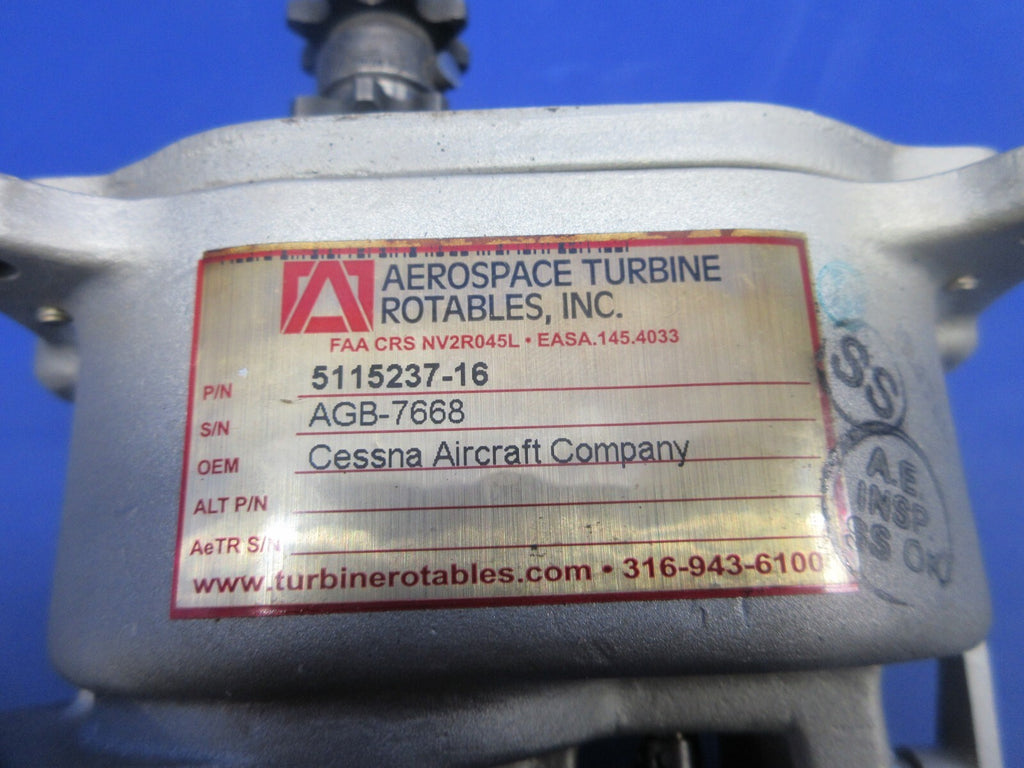 AEROSPACE TURBINE
ROTABLES, INC.
FAA CRS NV2R045L • EASA.145.4033
P/N 5115237-16
S/N AGB-7668
OEM Cessna Aircraft Company
ALT P/N
AeTR S/N
www.turbinerotables.com • 316-943-6100
S S
A.E.
INSP
SS OK